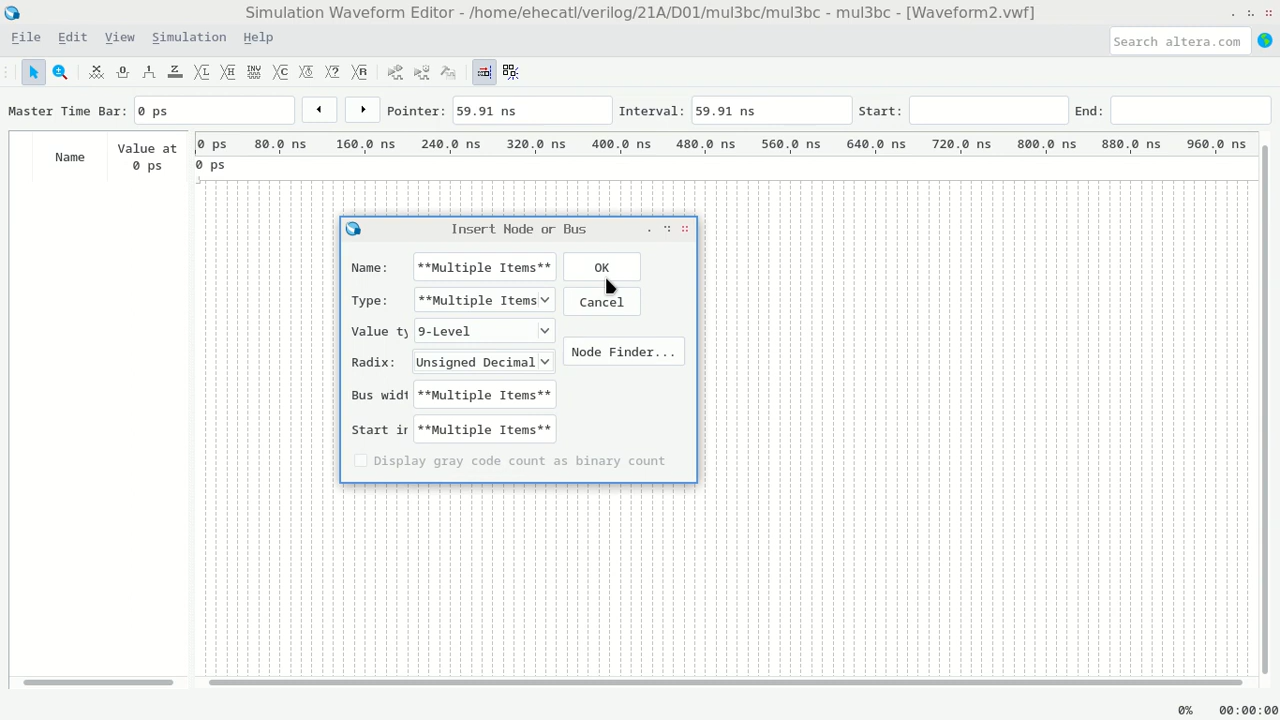 Simulation Waveform Editor - /home/ehecatl/verilog/21A/D01/mul3bc/mul3bc - mul3bc - [Waveform2.vwf]
File Edit View Simulation Help
Search altera.com
Master Time Bar: 0 ps Pointer: 59.91 ns Interval: 59.91 ns Start: End:
Name
Value at
0 ps
0 ps 80.0 ns 160.0 ns 240.0 ns 320.0 ns 400.0 ns 480.0 ns 560.0 ns 640.0 ns 720.0 ns 800.0 ns 880.0 ns 960.0 ns
0 ps
Insert Node or Bus
Name: **Multiple Items** OK
Type: **Multiple Items Cancel
Value ty 9-Level
Node Finder...
Radix: Unsigned Decimal
Bus widt **Multiple Items**
Start in **Multiple Items**
Display gray code count as binary count
0% 00:00:00